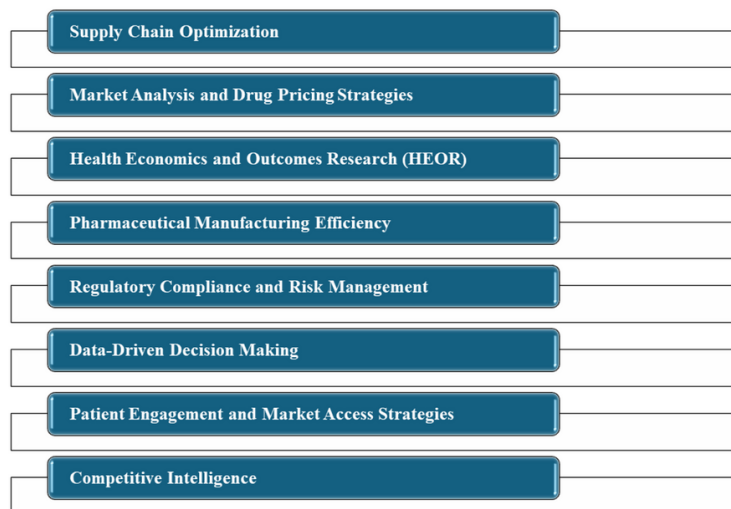 Supply Chain Optimization
Market Analysis and Drug Pricing Strategies
Health Economics and Outcomes Research (HEOR)
Pharmaceutical Manufacturing Efficiency
Regulatory Compliance and Risk Management
Data-Driven Decision Making
Patient Engagement and Market Access Strategies
Competitive Intelligence